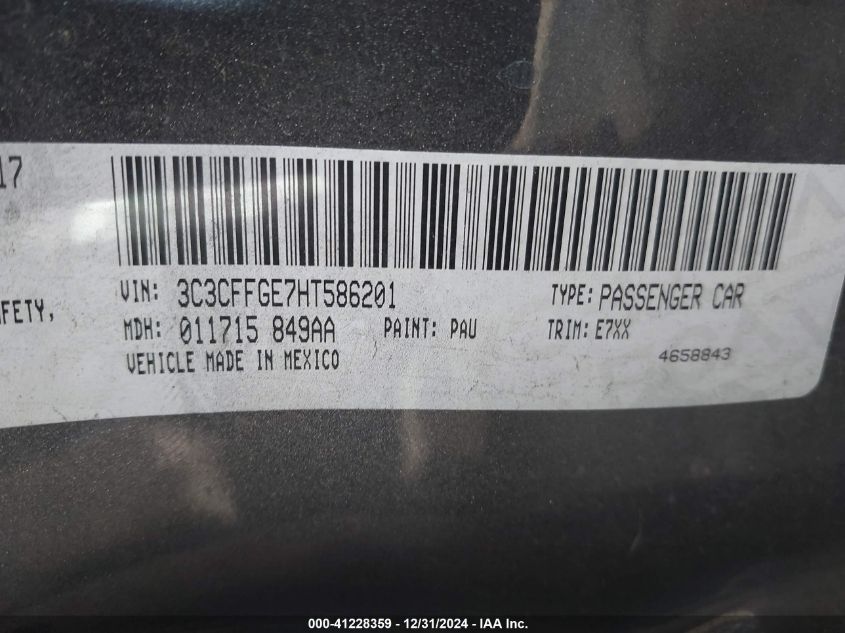 17
AFETY,
VIN: 3C3CFFGE7HT586201 TYPE: PASSENGER CAR
MDH: 011715 849AA PAINT: PAU TRIM: E7XX
VEHICLE MADE IN MEXICO 4658843
000-41228359 - 12/31/2024 - IAA Inc.